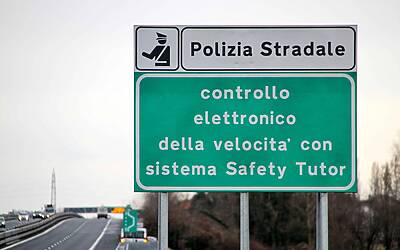 Polizia Stradale
controllo
elettronico
della velocita' con
sistema Safety Tutor